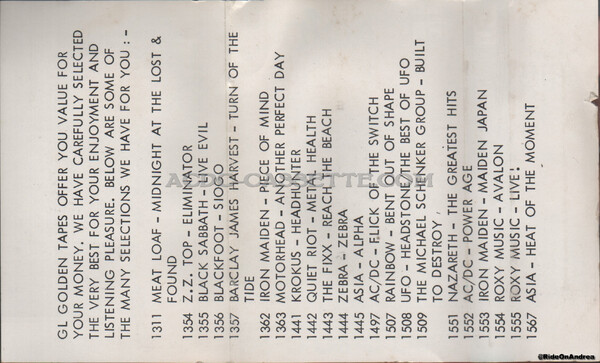 GL GOLDEN TAPES OFFER YOU VALUE FOR
YOUR MONEY. WE HAVE CAREFULLY SELECTED
THE VERY BEST FOR YOUR ENJOYMENT AND
LISTENING PLEASURE. BELOW ARE SOME OF
THE MANY SELECTIONS WE HAVE FOR YOU : -
1311 MEAT LOAF - MIDNIGHT AT THE LOST &
FOUND
1354 Z.Z. TOP - ELIMINATOR
1355 BLACK SABBATH - LIVE EVIL
1356 BLACKFOOT - SIOGO
1357 BARCLAY JAMES HARVEST - TURN OF THE
TIDE
1362 IRON MAIDEN - PIECE OF MIND
1363 MOTORHEAD - ANOTHER PERFECT DAY
1441 KROKUS - HEADHUNTER
1442 QUIET RIOT - METAL HEALTH
1443 THE FIXX - REACH THE BEACH
1444 ZEBRA - ZEBRA
1445 ASIA - ALPHA
1497 AC/DC - FLICK OF THE SWITCH
1507 RAINBOW - BENT OUT OF SHAPE
1508 UFO - HEADSTONE/THE BEST OF UFO
1509 THE MICHAEL SCHENKER GROUP - BUILT
TO DESTROY
1551 NAZARETH - THE GREATEST HITS
1552 AC/DC - POWER AGE
1553 IRON MAIDEN - MAIDEN JAPAN
1554 ROXY MUSIC - AVALON
1555 ROXY MUSIC - LIVE!
1567 ASIA - HEAT OF THE MOMENT
@RideOnAndrea